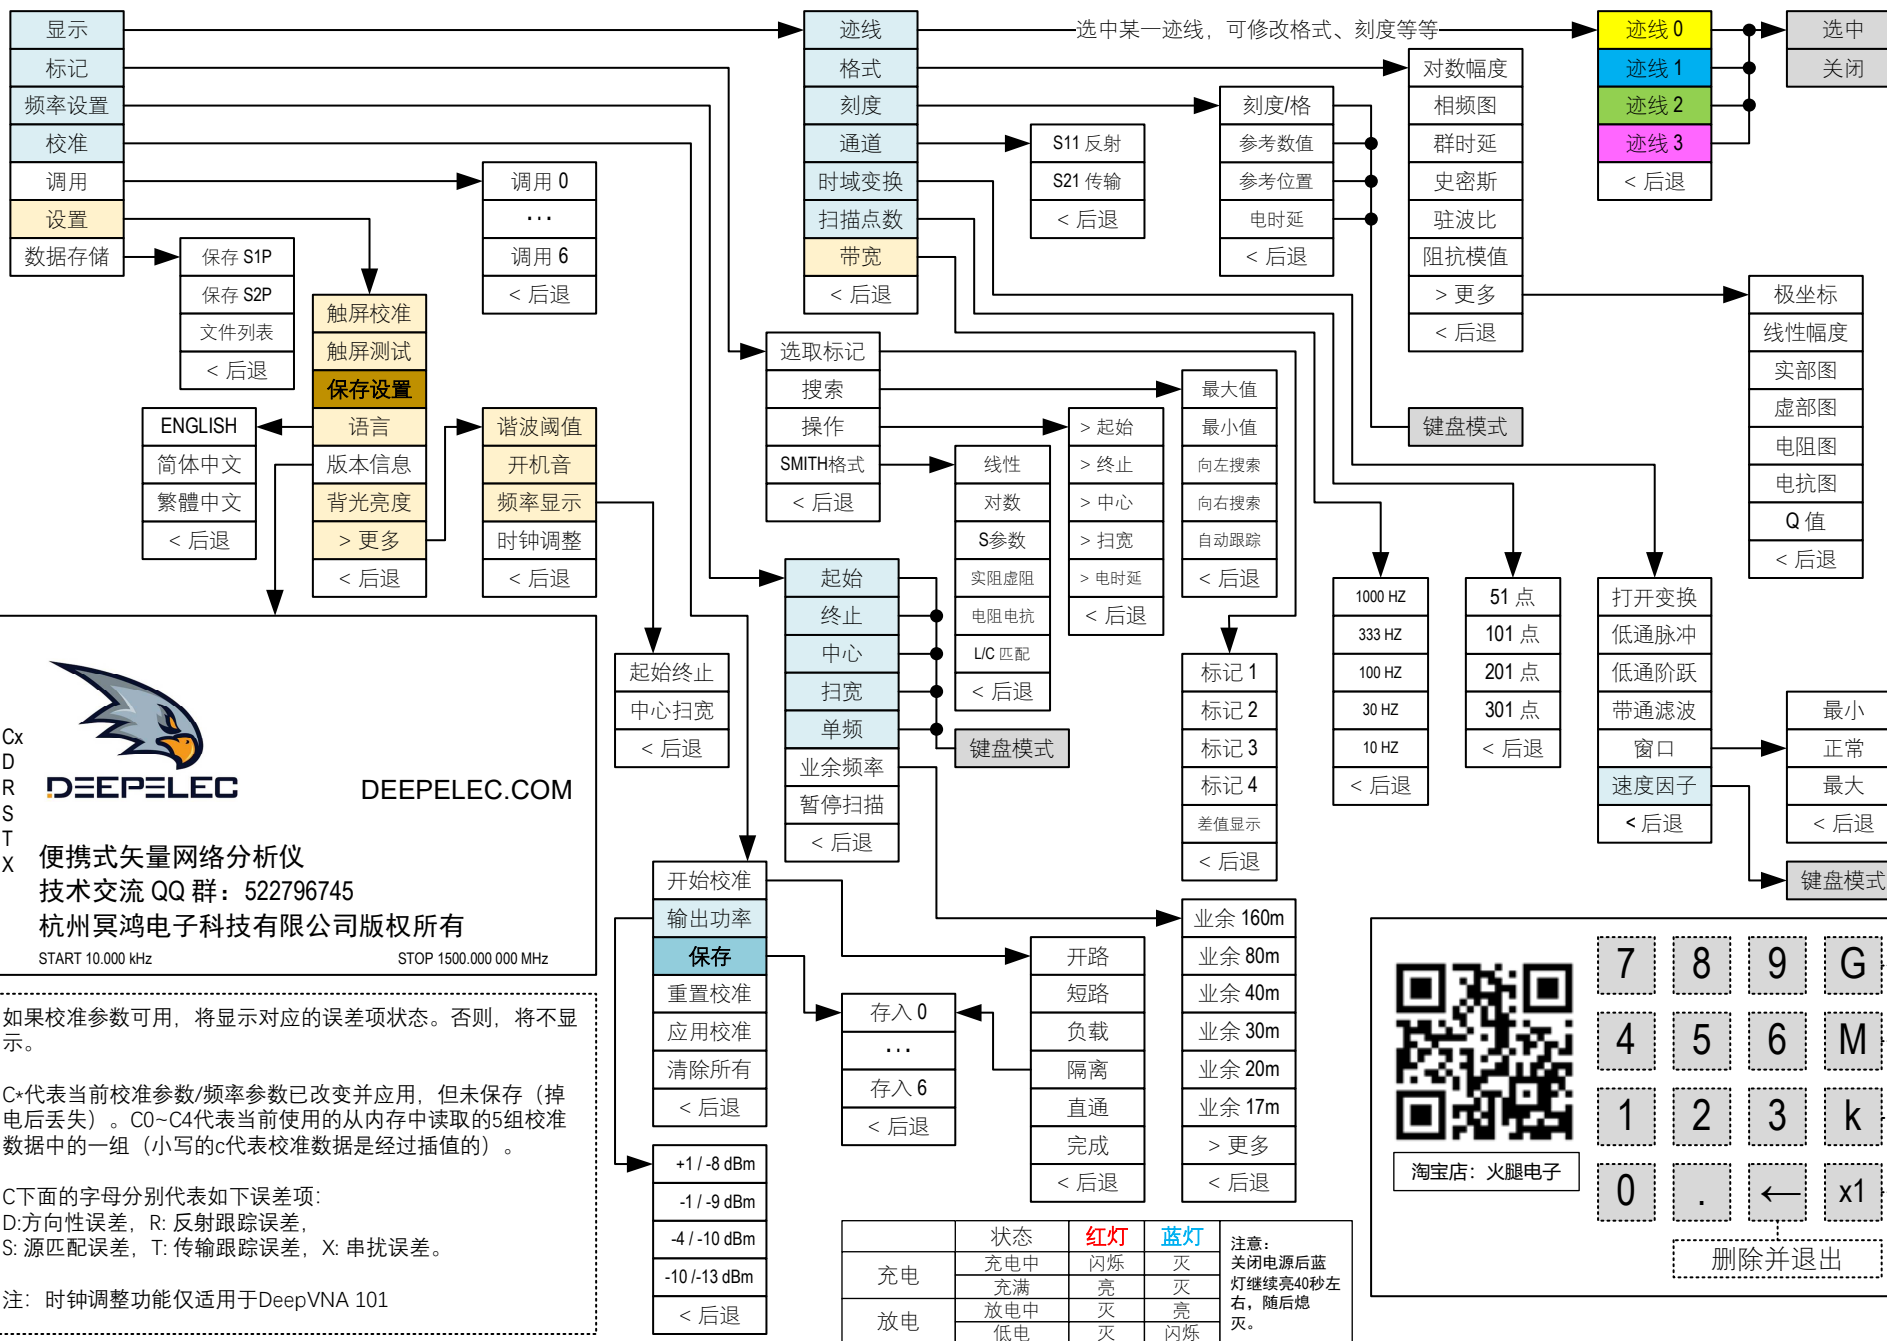 显示
标记
频率设置
校准
调用
设置
数据存储
保存 S1P
保存 S2P
文件列表
< 后退
调用 0
...
调用 6
< 后退
触屏校准
触屏测试
保存设置
语言
版本信息
背光亮度
> 更多
< 后退
ENGLISH
简体中文
繁體中文
< 后退
谐波阈值
开机音
频率显示
时钟调整
< 后退
起始终止
中心扫宽
< 后退
迹线
格式
刻度
通道
时域变换
扫描点数
带宽
< 后退
选中某一迹线，可修改格式、刻度等等
迹线 0
迹线 1
迹线 2
迹线 3
< 后退
选中
关闭
对数幅度
相频图
群时延
史密斯
驻波比
阻抗模值
> 更多
< 后退
刻度/格
参考数值
参考位置
电时延
< 后退
S11 反射
S21 传输
< 后退
键盘模式
极坐标
线性幅度
实部图
虚部图
电阻图
电抗图
Q 值
< 后退
选取标记
搜索
操作
SMITH格式
< 后退
最大值
最小值
向左搜索
向右搜索
自动跟踪
< 后退
> 起始
> 终止
> 中心
> 扫宽
> 电时延
< 后退
线性
对数
S参数
实阻虚阻
电阻电抗
L/C 匹配
< 后退
起始
终止
中心
扫宽
单频
业余频率
暂停扫描
< 后退
键盘模式
标记 1
标记 2
标记 3
标记 4
差值显示
< 后退
1000 HZ
333 HZ
100 HZ
30 HZ
10 HZ
< 后退
51 点
101 点
201 点
301 点
< 后退
打开变换
低通脉冲
低通阶跃
带通滤波
窗口
速度因子
< 后退
最小
正常
最大
< 后退
键盘模式
Cx
D
R
S
T
X
DEEPELEC
DEEPELEC.COM
便携式矢量网络分析仪
技术交流 QQ 群：522796745
杭州冥鸿电子科技有限公司版权所有
START 10.000 kHz
STOP 1500.000 000 MHz
如果校准参数可用，将显示对应的误差项状态。否则，将不显
示。
C*代表当前校准参数/频率参数已改变并应用，但未保存（掉
电后丢失）。C0~C4代表当前使用的从内存中读取的5组校准
数据中的一组（小写的c代表校准数据是经过插值的）。
C下面的字母分别代表如下误差项:
D:方向性误差，R: 反射跟踪误差，
S: 源匹配误差，T: 传输跟踪误差，X: 串扰误差。
注：时钟调整功能仅适用于DeepVNA 101
开始校准
输出功率
保存
重置校准
应用校准
清除所有
< 后退
+1 / -8 dBm
-1 / -9 dBm
-4 / -10 dBm
-10 /-13 dBm
< 后退
存入 0
...
存入 6
< 后退
开路
短路
负载
隔离
直通
完成
< 后退
业余 160m
业余 80m
业余 40m
业余 30m
业余 20m
业余 17m
> 更多
< 后退
状态 红灯 蓝灯
充电 充电中 闪烁 灭
充满 亮 灭
放电 放电中 灭 亮
低电 灭 闪烁
注意：
关闭电源后蓝
灯继续亮40秒左
右，随后熄
灭。
淘宝店：火腿电子
7 8 9 G
4 5 6 M
1 2 3 k
0 . ← x1
删除并退出